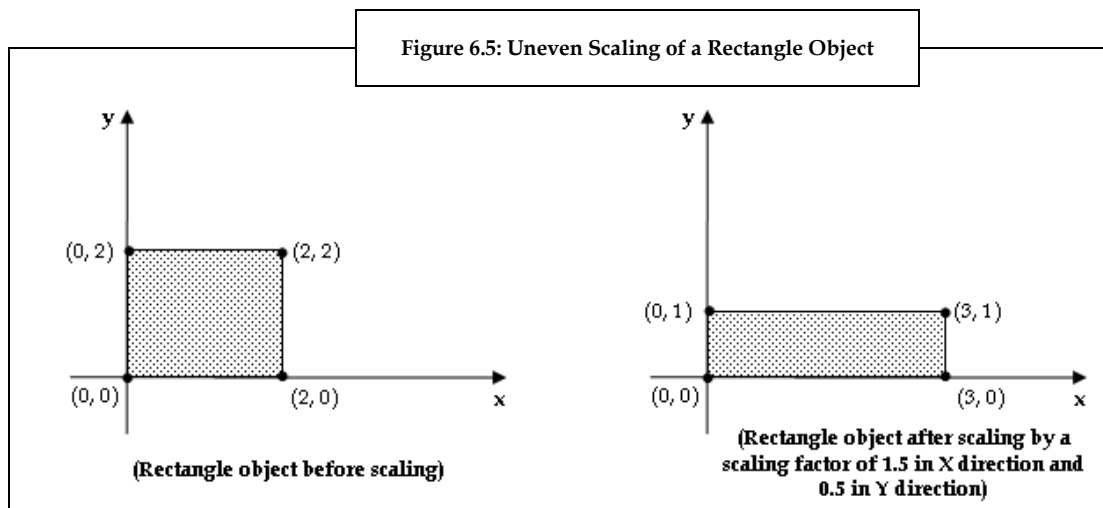 Figure 6.5: Uneven Scaling of a Rectangle Object
y
(0, 2)
(2, 2)
(0, 0)
(2, 0)
x
(Rectangle object before scaling)
y
(0, 1)
(3, 1)
(0, 0)
(3, 0)
x
(Rectangle object after scaling by a
scaling factor of 1.5 in X direction and
0.5 in Y direction)